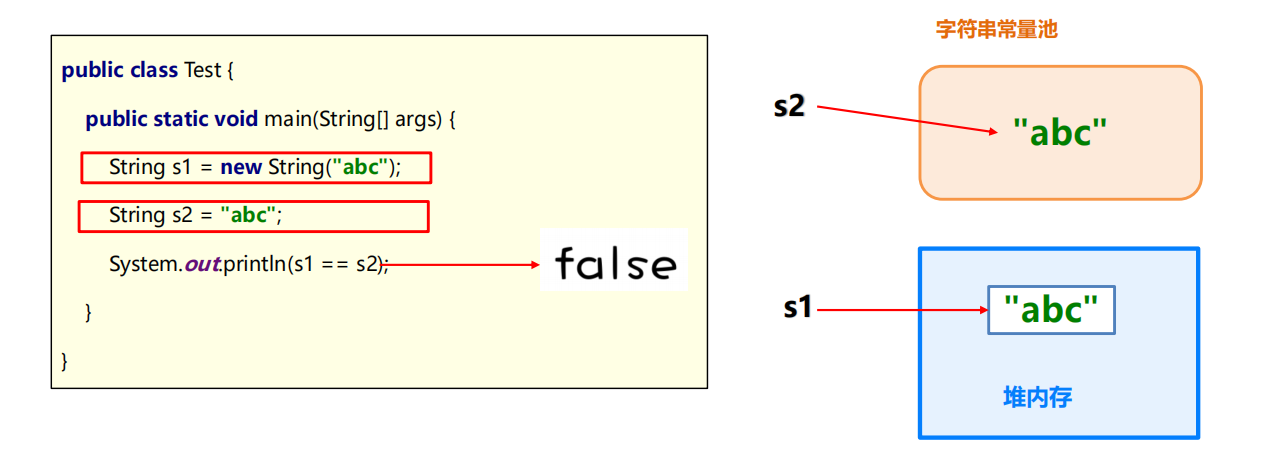 public class Test {
public static void main(String[] args) {
String s1 = new String("abc");
String s2 = "abc";
System.out.println(s1 == s2);
false
}
}
字符串常量池
s2
"abc"
s1
"abc"
堆内存